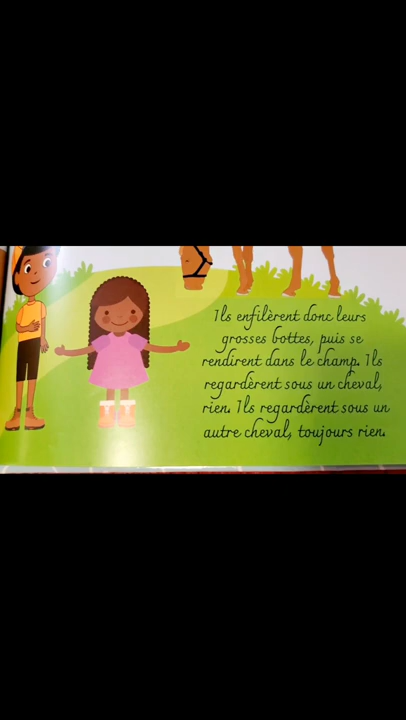 Ils enfilèrent donc leurs
grosses bottes, puis se
rendirent dans le champ. Ils
regardèrent sous un cheval,
rien. Ils regardèrent sous un
autre cheval, toujours rien.